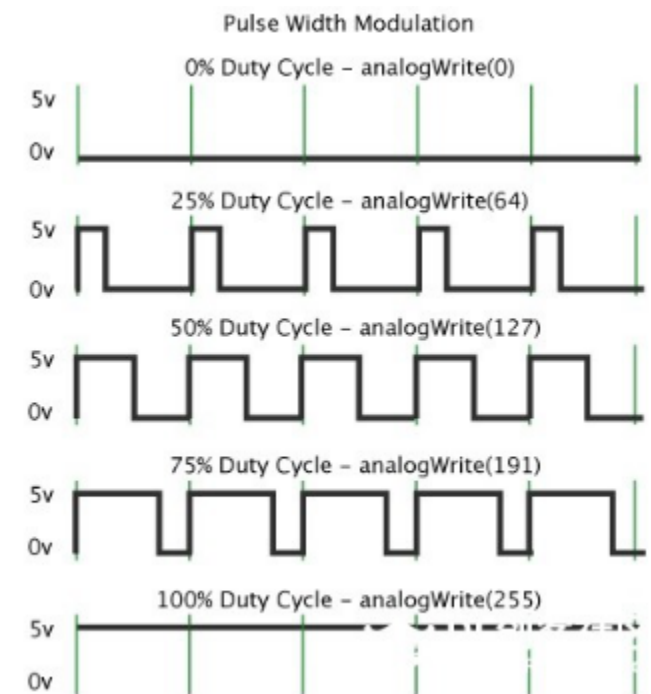 Pulse Width Modulation
0% Duty Cycle – analogWrite(0)
5v
0v
25% Duty Cycle – analogWrite(64)
5v
0v
50% Duty Cycle – analogWrite(127)
5v
0v
75% Duty Cycle – analogWrite(191)
5v
0v
100% Duty Cycle – analogWrite(255)
5v
0v